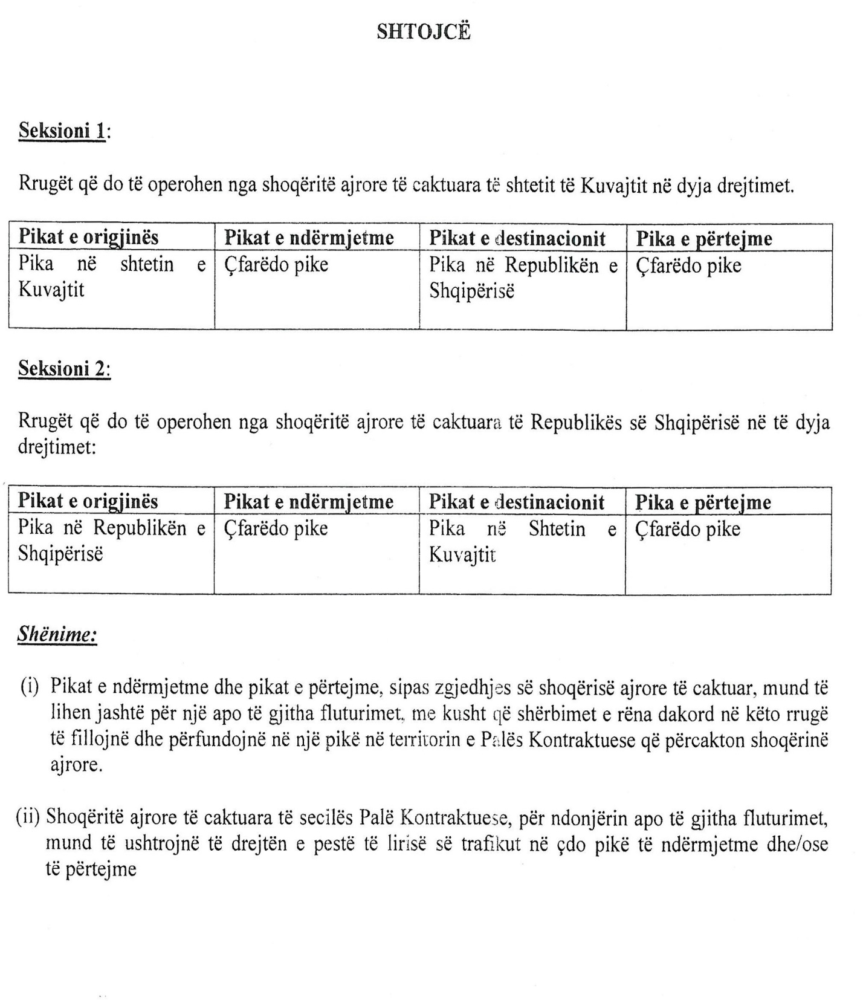 SHTOJCË
Seksioni 1:
Rrugët që do të operohen nga shoqëritë ajrore të caktuara të shtetit të Kuvajtit në dyja drejtimet.
Pikat e origjinës Pikat e ndërmjetme Pikat e destinacionit Pika e përtejme
Pika në shtetin e Çfarëdo pike Pika në Republikën e Çfarëdo pike
Kuvajtit Shqipërisë
Seksioni 2:
Rrugët që do të operohen nga shoqëritë ajrore të caktuara të Republikës së Shqipërisë në të dyja
drejtimet:
Pikat e origjinës Pikat e ndërmjetme Pikat e destinacionit Pika e përtejme
Pika në Republikën e Çfarëdo pike Pika në Shtetin e Çfarëdo pike
Shqipërisë Kuvajtit
Shënime:
(i) Pikat e ndërmjetme dhe pikat e përtejme, sipas zgjedhjes së shoqërisë ajrore të caktuar, mund të
lihen jashtë për një apo të gjitha fluturimet, me kusht që shërbimet e rëna dakord në këto rrugë
të fillojnë dhe përfundojnë në një pikë në territorin e Palës Kontraktuese që përcakton shoqërinë
ajrore.
(ii) Shoqëritë ajrore të caktuara të secilës Palë Kontraktuese, për ndonjërin apo të gjitha fluturimet,
mund të ushtrojnë të drejtën e pestë të lirisë së trafikut në çdo pikë të ndërmjetme dhe/ose
të përtejme